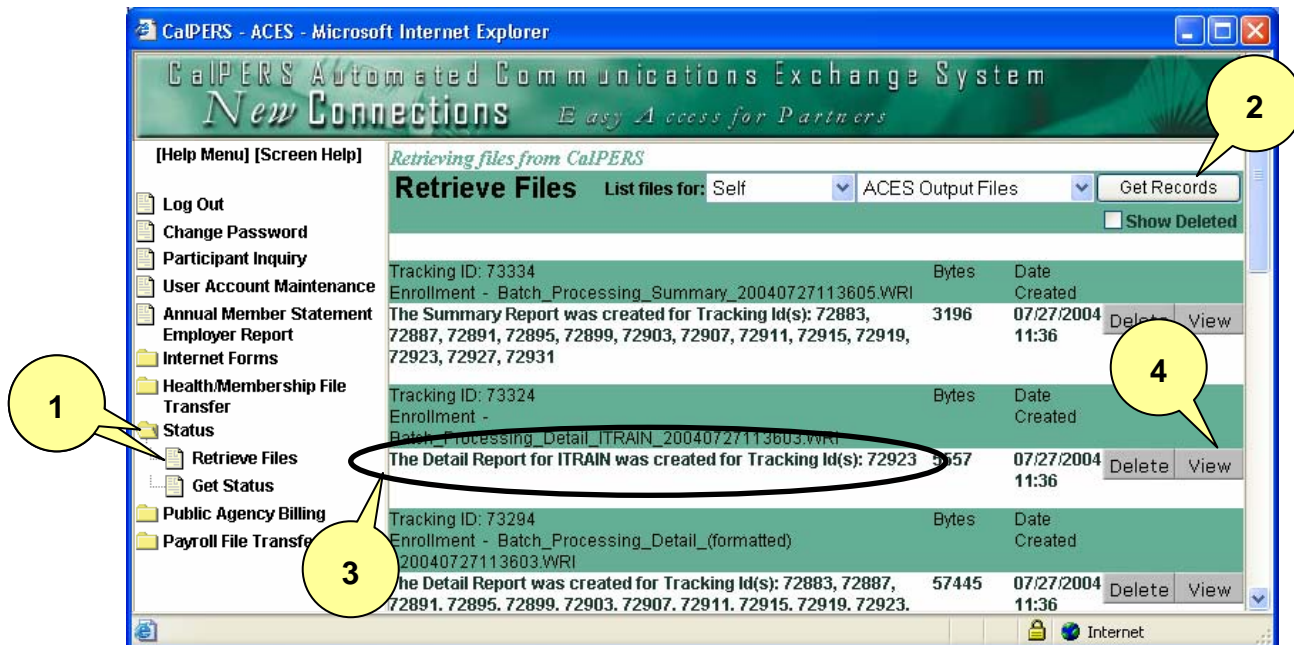 CalPERS - ACES - Microsoft Internet Explorer
CalPERS Automated Communications Exchange System
New Connections Easy Access for Partners
2
[Help Menu] [Screen Help]
Log Out
Change Password
Participant Inquiry
User Account Maintenance
Annual Member Statement
Employer Report
Internet Forms
Health/Membership File
Transfer
1
Status
Retrieve Files
Get Status
Public Agency Billing
Payroll File Transfe
Retrieving files from CalPERS
Retrieve Files List files for: Self ACES Output Files Get Records
Show Deleted
Tracking ID: 73334 Bytes Date
Enrollment - Batch_Processing_Summary_20040727113605.WRI Created
The Summary Report was created for Tracking Id(s): 72883, 3196 07/27/2004 Delete View
72887, 72891, 72895, 72899, 72903, 72907, 72911, 72915, 72919, 11:36
72923, 72927, 72931
4
Tracking ID: 73324 Bytes Date
Enrollment - Created
Batch_Processing_Detail_ITRAIN_20040727113603.WRI
The Detail Report for ITRAIN was created for Tracking Id(s): 72923 5557 07/27/2004 Delete View
11:36
3
Tracking ID: 73294 Bytes Date
Enrollment - Batch_Processing_Detail_(formatted) Created
20040727113603.WRI
he Detail Report was created for Tracking Id(s): 72883, 72887, 57445 07/27/2004 Delete View
72891, 72895, 72899, 72903, 72907, 72911, 72915, 72919, 72923, 11:36
Internet